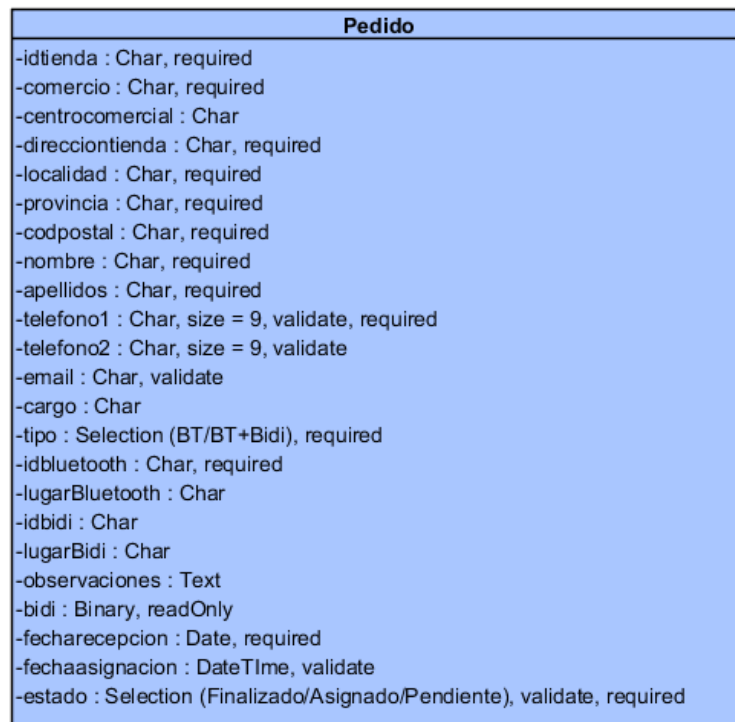 Pedido
-idtienda : Char, required
-comercio : Char, required
-centrocomercial : Char
-direcciontienda : Char, required
-localidad : Char, required
-provincia : Char, required
-codpostal : Char, required
-nombre : Char, required
-apellidos : Char, required
-telefono1 : Char, size = 9, validate, required
-telefono2 : Char, size = 9, validate
-email : Char, validate
-cargo : Char
-tipo : Selection (BT/BT+Bidi), required
-idbluetooth : Char, required
-lugarBluetooth : Char
-idbidi : Char
-lugarBidi : Char
-observaciones : Text
-bidi : Binary, readOnly
-fecharecepcion : Date, required
-fechaasignacion : DateTIme, validate
-estado : Selection (Finalizado/Asignado/Pendiente), validate, required